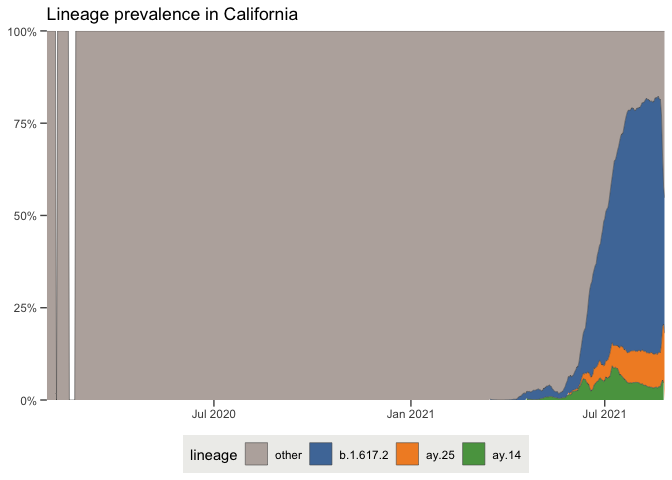 Lineage prevalence in California
100%
75%
50%
25%
0%
Jul 2020 Jan 2021 Jul 2021
lineage other b.1.617.2 ay.25 ay.14